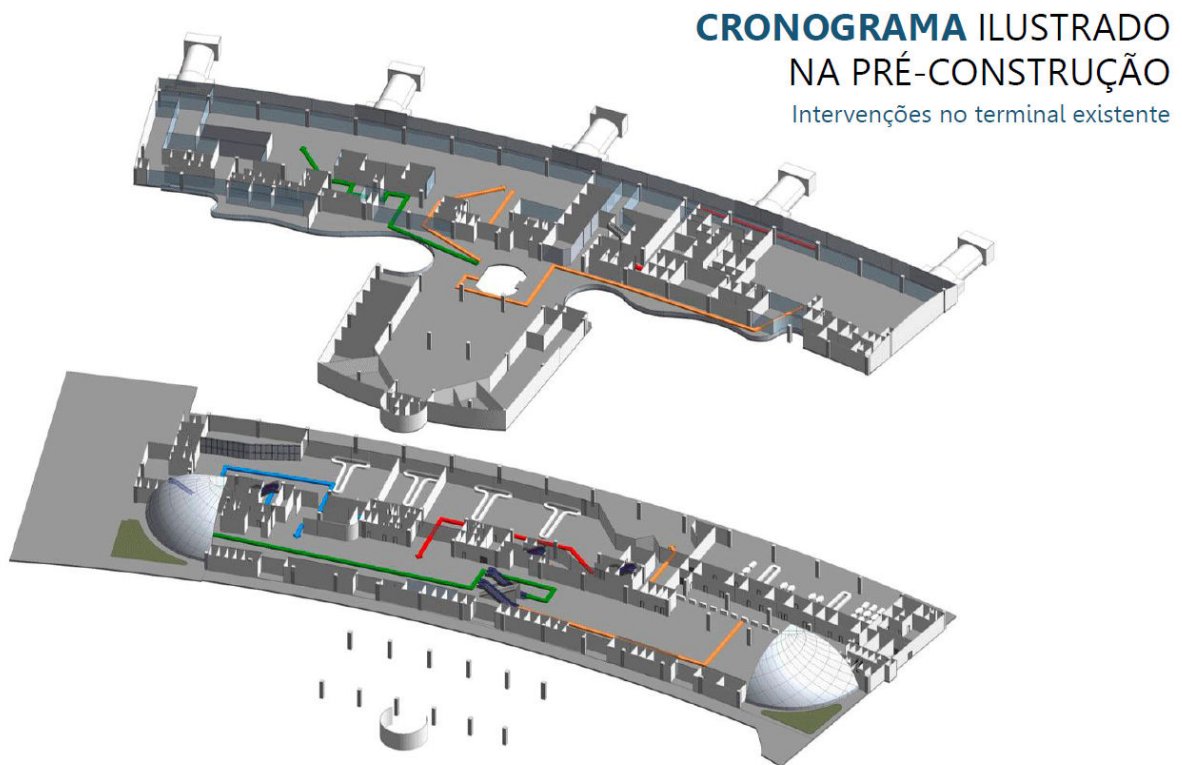 CRONOGRAMA ILUSTRADO
NA PRÉ-CONSTRUÇÃO
Intervenções no terminal existente